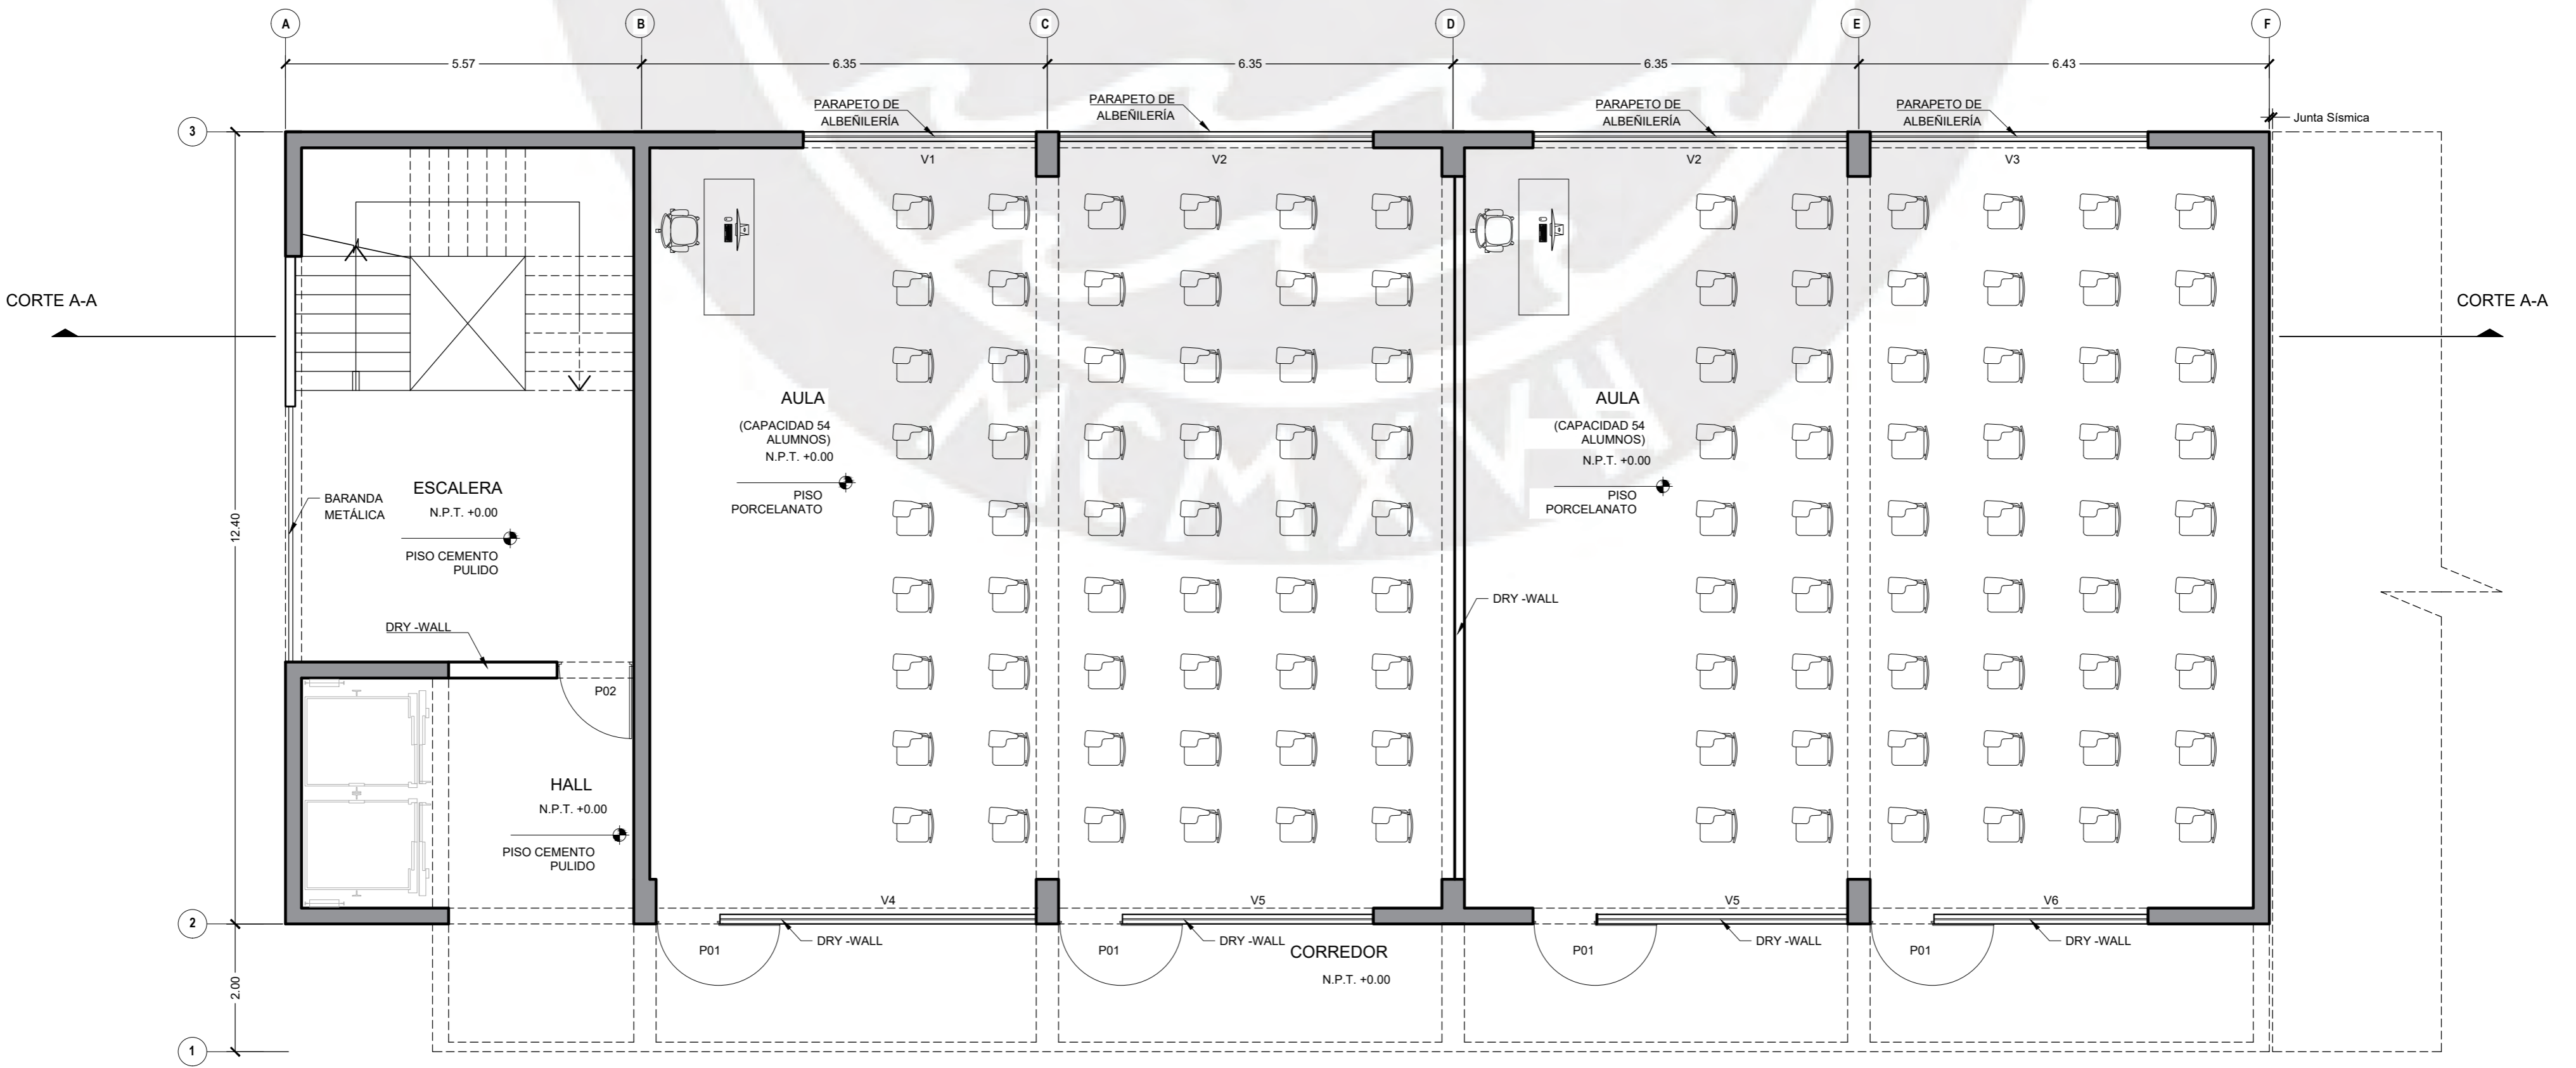 A
B
C
D
E
F
5.57
6.35
6.35
6.35
6.43
PARAPETO DE
ALBEÑILERÍA
PARAPETO DE
ALBEÑILERÍA
PARAPETO DE
ALBEÑILERÍA
PARAPETO DE
ALBEÑILERÍA
Junta Sísmica
3
V1
V2
V2
V3
CORTE A-A
CORTE A-A
AULA
(CAPACIDAD 54
ALUMNOS)
N.P.T. +0.00
PISO
PORCELANATO
AULA
(CAPACIDAD 54
ALUMNOS)
N.P.T. +0.00
PISO
PORCELANATO
MCMXVII
ESCALERA
N.P.T. +0.00
PISO CEMENTO
PULIDO
BARANDA
METÁLICA
12.40
DRY -WALL
DRY -WALL
P02
HALL
N.P.T. +0.00
PISO CEMENTO
PULIDO
V4
V5
V5
V6
2
DRY -WALL
DRY -WALL
DRY -WALL
DRY -WALL
P01
P01
P01
P01
CORREDOR
N.P.T. +0.00
2.00
1